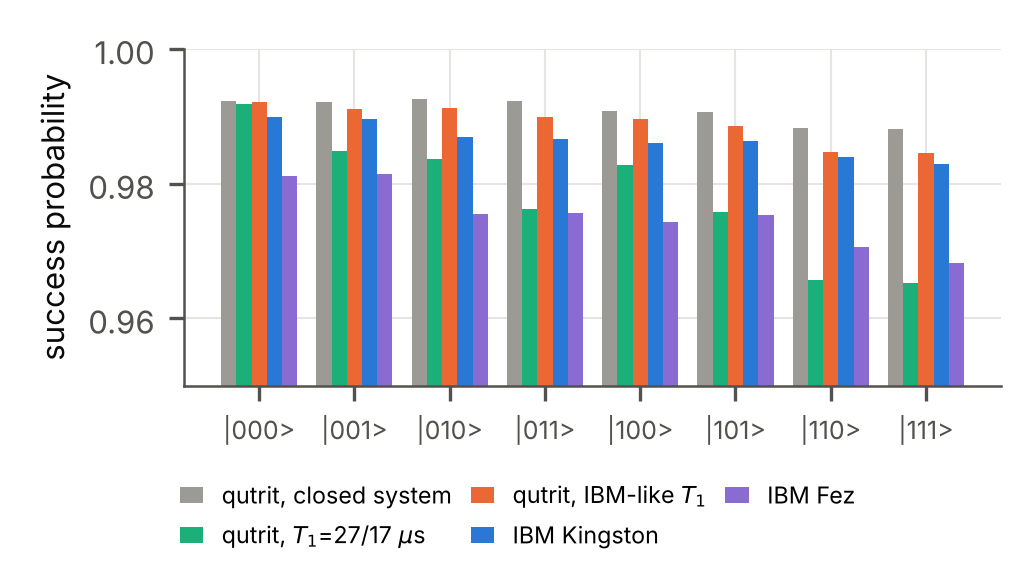 success probability
1.00
0.98
0.96
|000> |001> |010> |011> |100> |101> |110> |111>
qutrit, closed system qutrit, IBM-like T₁ IBM Fez
qutrit, T₁=27/17 μs IBM Kingston